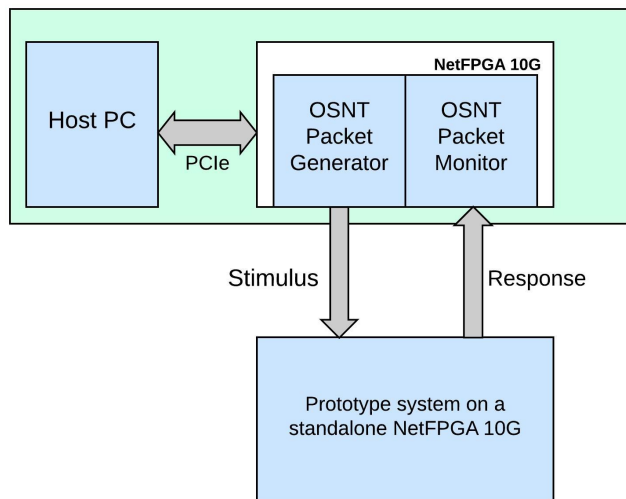 NetFPGA 10G
Host PC
PCIe
OSNT
Packet
Generator
OSNT
Packet
Monitor
Stimulus
Response
Prototype system on a
standalone NetFPGA 10G